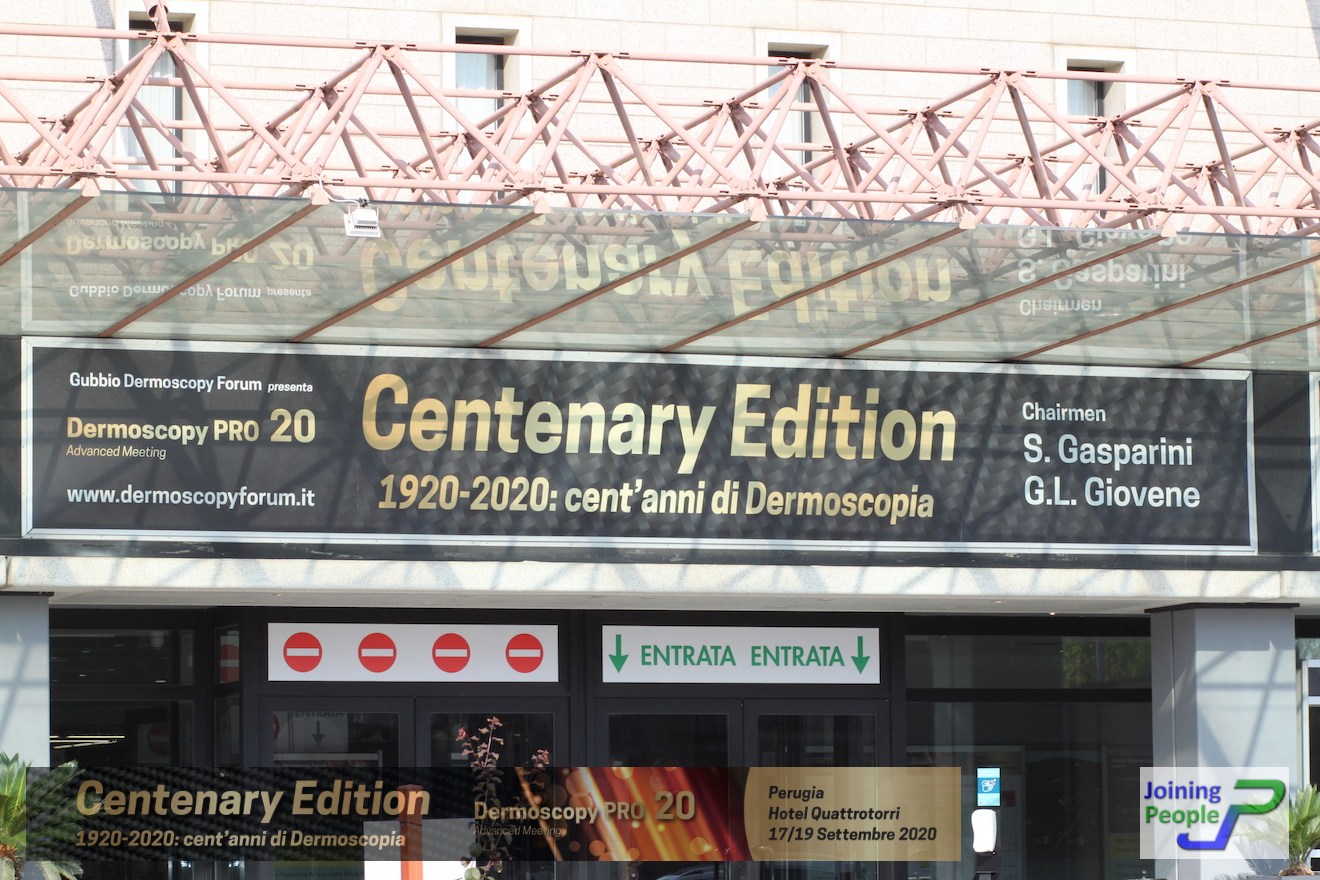 Gubbio Dermoscopy Forum presenta
Dermoscopy PRO 20
Advanced Meeting
www.dermoscopyforum.it
Centenary Edition
1920-2020: cent'anni di Dermoscopia
Chairmen
S. Gasparini
G.L. Giovene
ENTRATA ENTRATA
Centenary Edition
1920-2020: cent'anni di Dermoscopia
Dermoscopy PRO 20
Advanced Meeting
Perugia
Hotel Quattrotorri
17/19 Settembre 2020
Joining
People